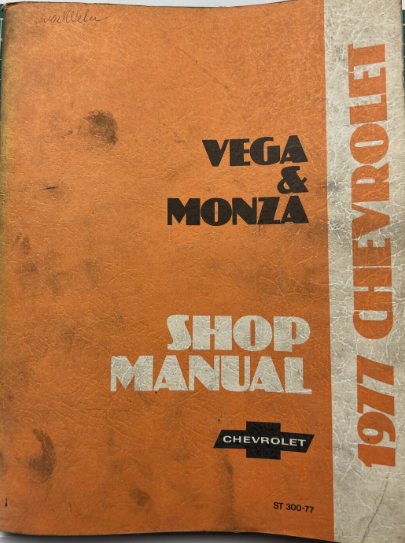 VEGA
&
MONZA
SHOP
MANUAL
CHEVROLET
ST 300-77
1977 CHEVROLET